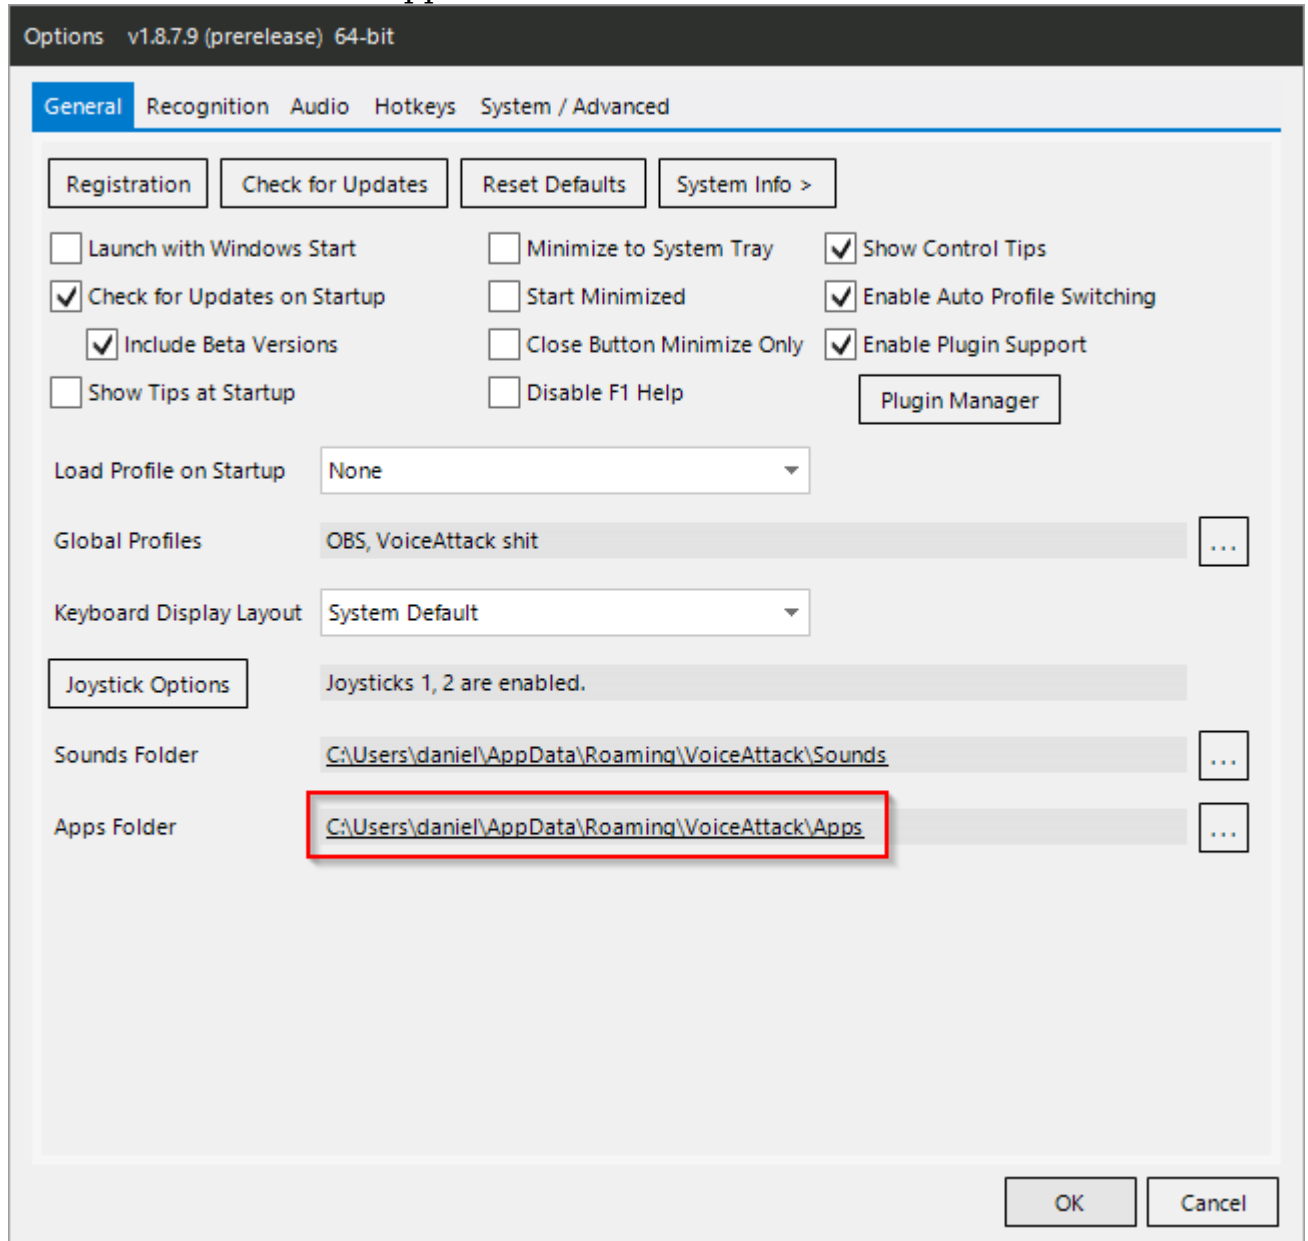 Options v1.8.7.9 (prerelease) 64-bit
General Recognition Audio Hotkeys System / Advanced
Registration Check for Updates Reset Defaults System Info >
Launch with Windows Start Minimize to System Tray Show Control Tips
Check for Updates on Startup Start Minimized Enable Auto Profile Switching
Include Beta Versions Close Button Minimize Only Enable Plugin Support
Show Tips at Startup Disable F1 Help Plugin Manager
Load Profile on Startup None
Global Profiles OBS, VoiceAttack shit ...
Keyboard Display Layout System Default
Joystick Options Joysticks 1, 2 are enabled.
Sounds Folder C:\Users\daniel\AppData\Roaming\VoiceAttack\Sounds ...
Apps Folder C:\Users\daniel\AppData\Roaming\VoiceAttack\Apps ...
OK Cancel